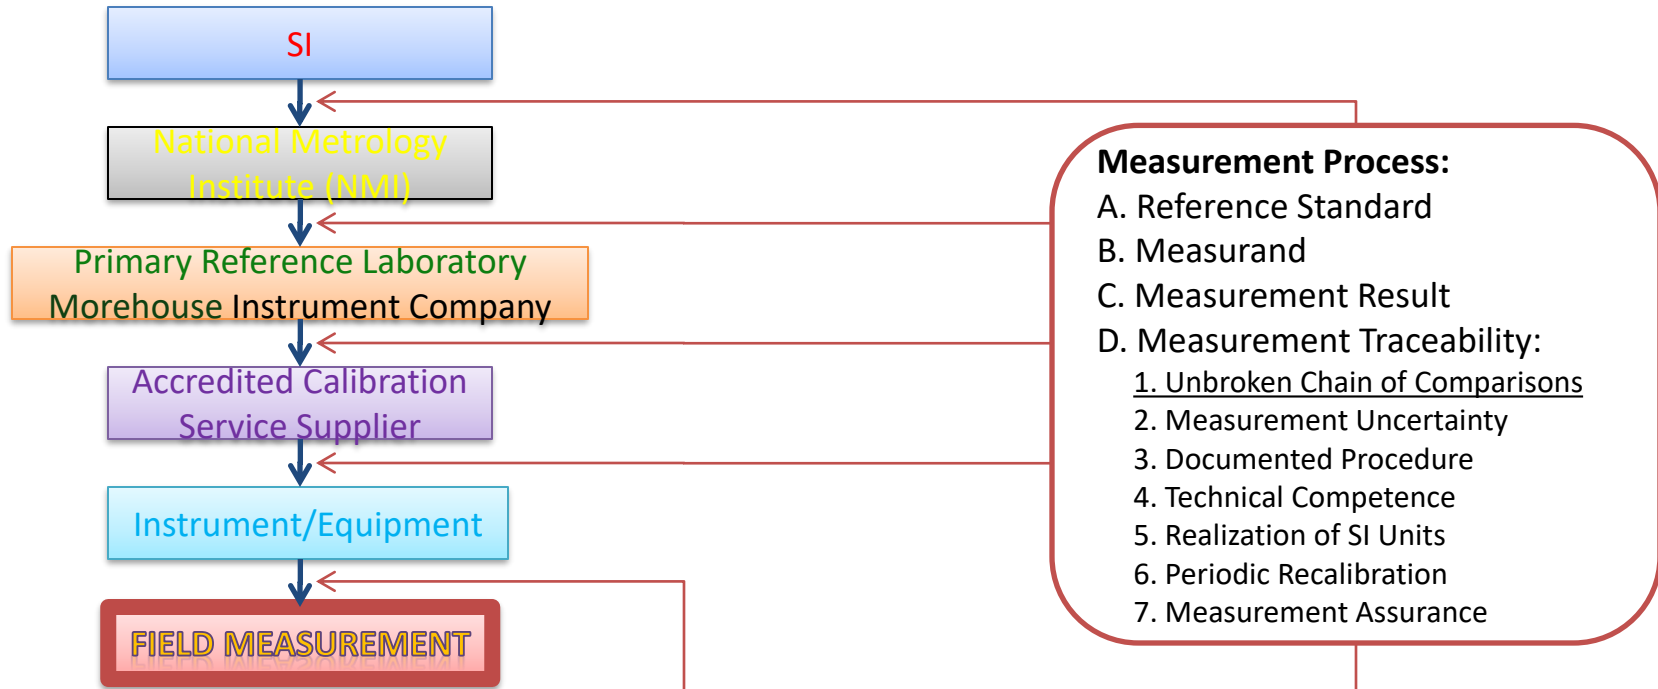 SI
National Metrology
Institute (NMI)
Primary Reference Laboratory
Morehouse Instrument Company
Accredited Calibration
Service Supplier
Instrument/Equipment
FIELD MEASUREMENT
Measurement Process:
A. Reference Standard
B. Measurand
C. Measurement Result
D. Measurement Traceability:
1. Unbroken Chain of Comparisons
2. Measurement Uncertainty
3. Documented Procedure
4. Technical Competence
5. Realization of SI Units
6. Periodic Recalibration
7. Measurement Assurance